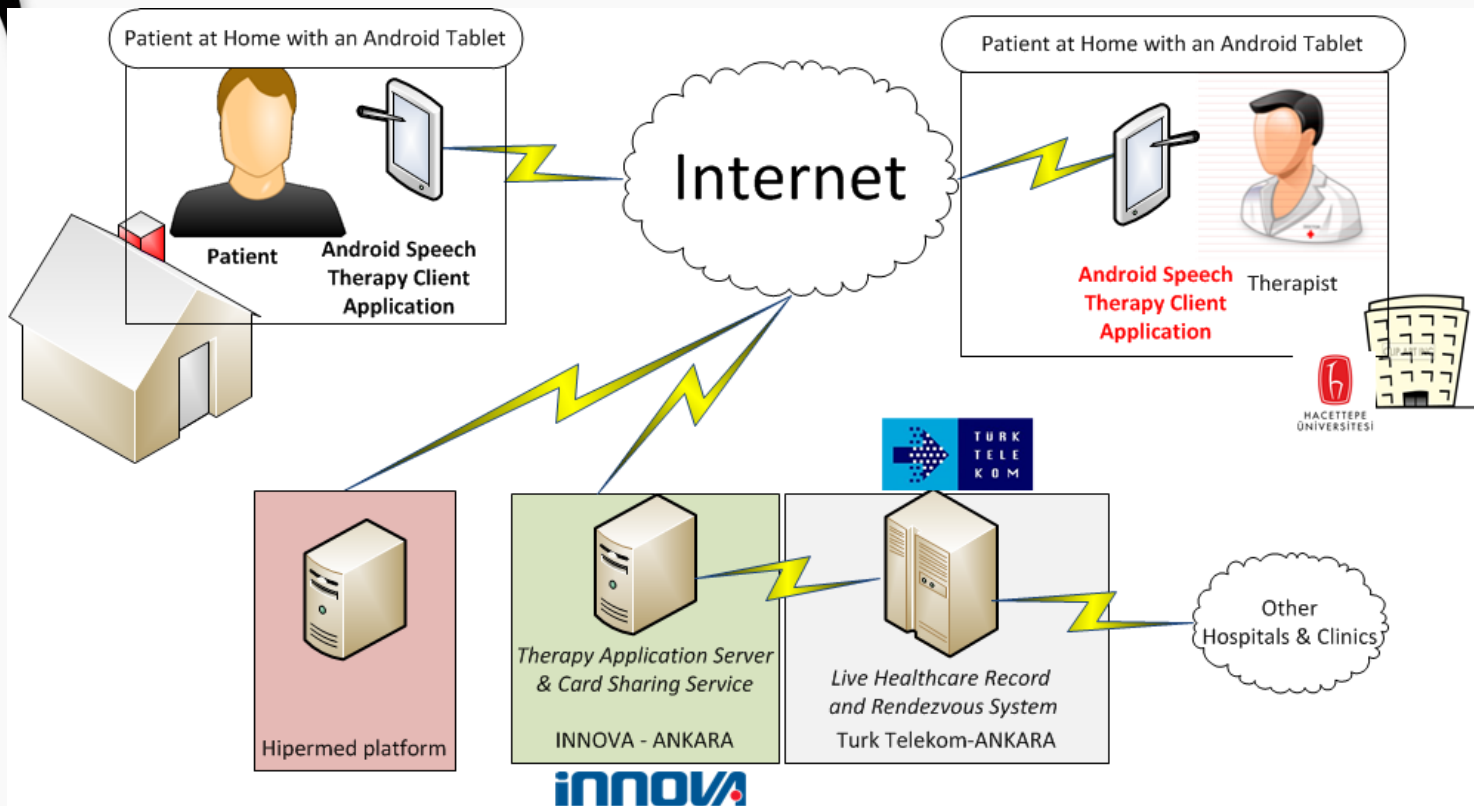 Patient at Home with an Android Tablet
Patient
Android Speech
Therapy Client
Application
Internet
Patient at Home with an Android Tablet
Android Speech
Therapy Client
Application
Therapist
HACETTEPE
ÜNİVERSİTESİ
TÜRK
TELE
KOM
Hipermed platform
Therapy Application Server
& Card Sharing Service
INNOVA - ANKARA
iNNOVA
Live Healthcare Record
and Rendezvous System
Turk Telekom-ANKARA
Other
Hospitals & Clinics